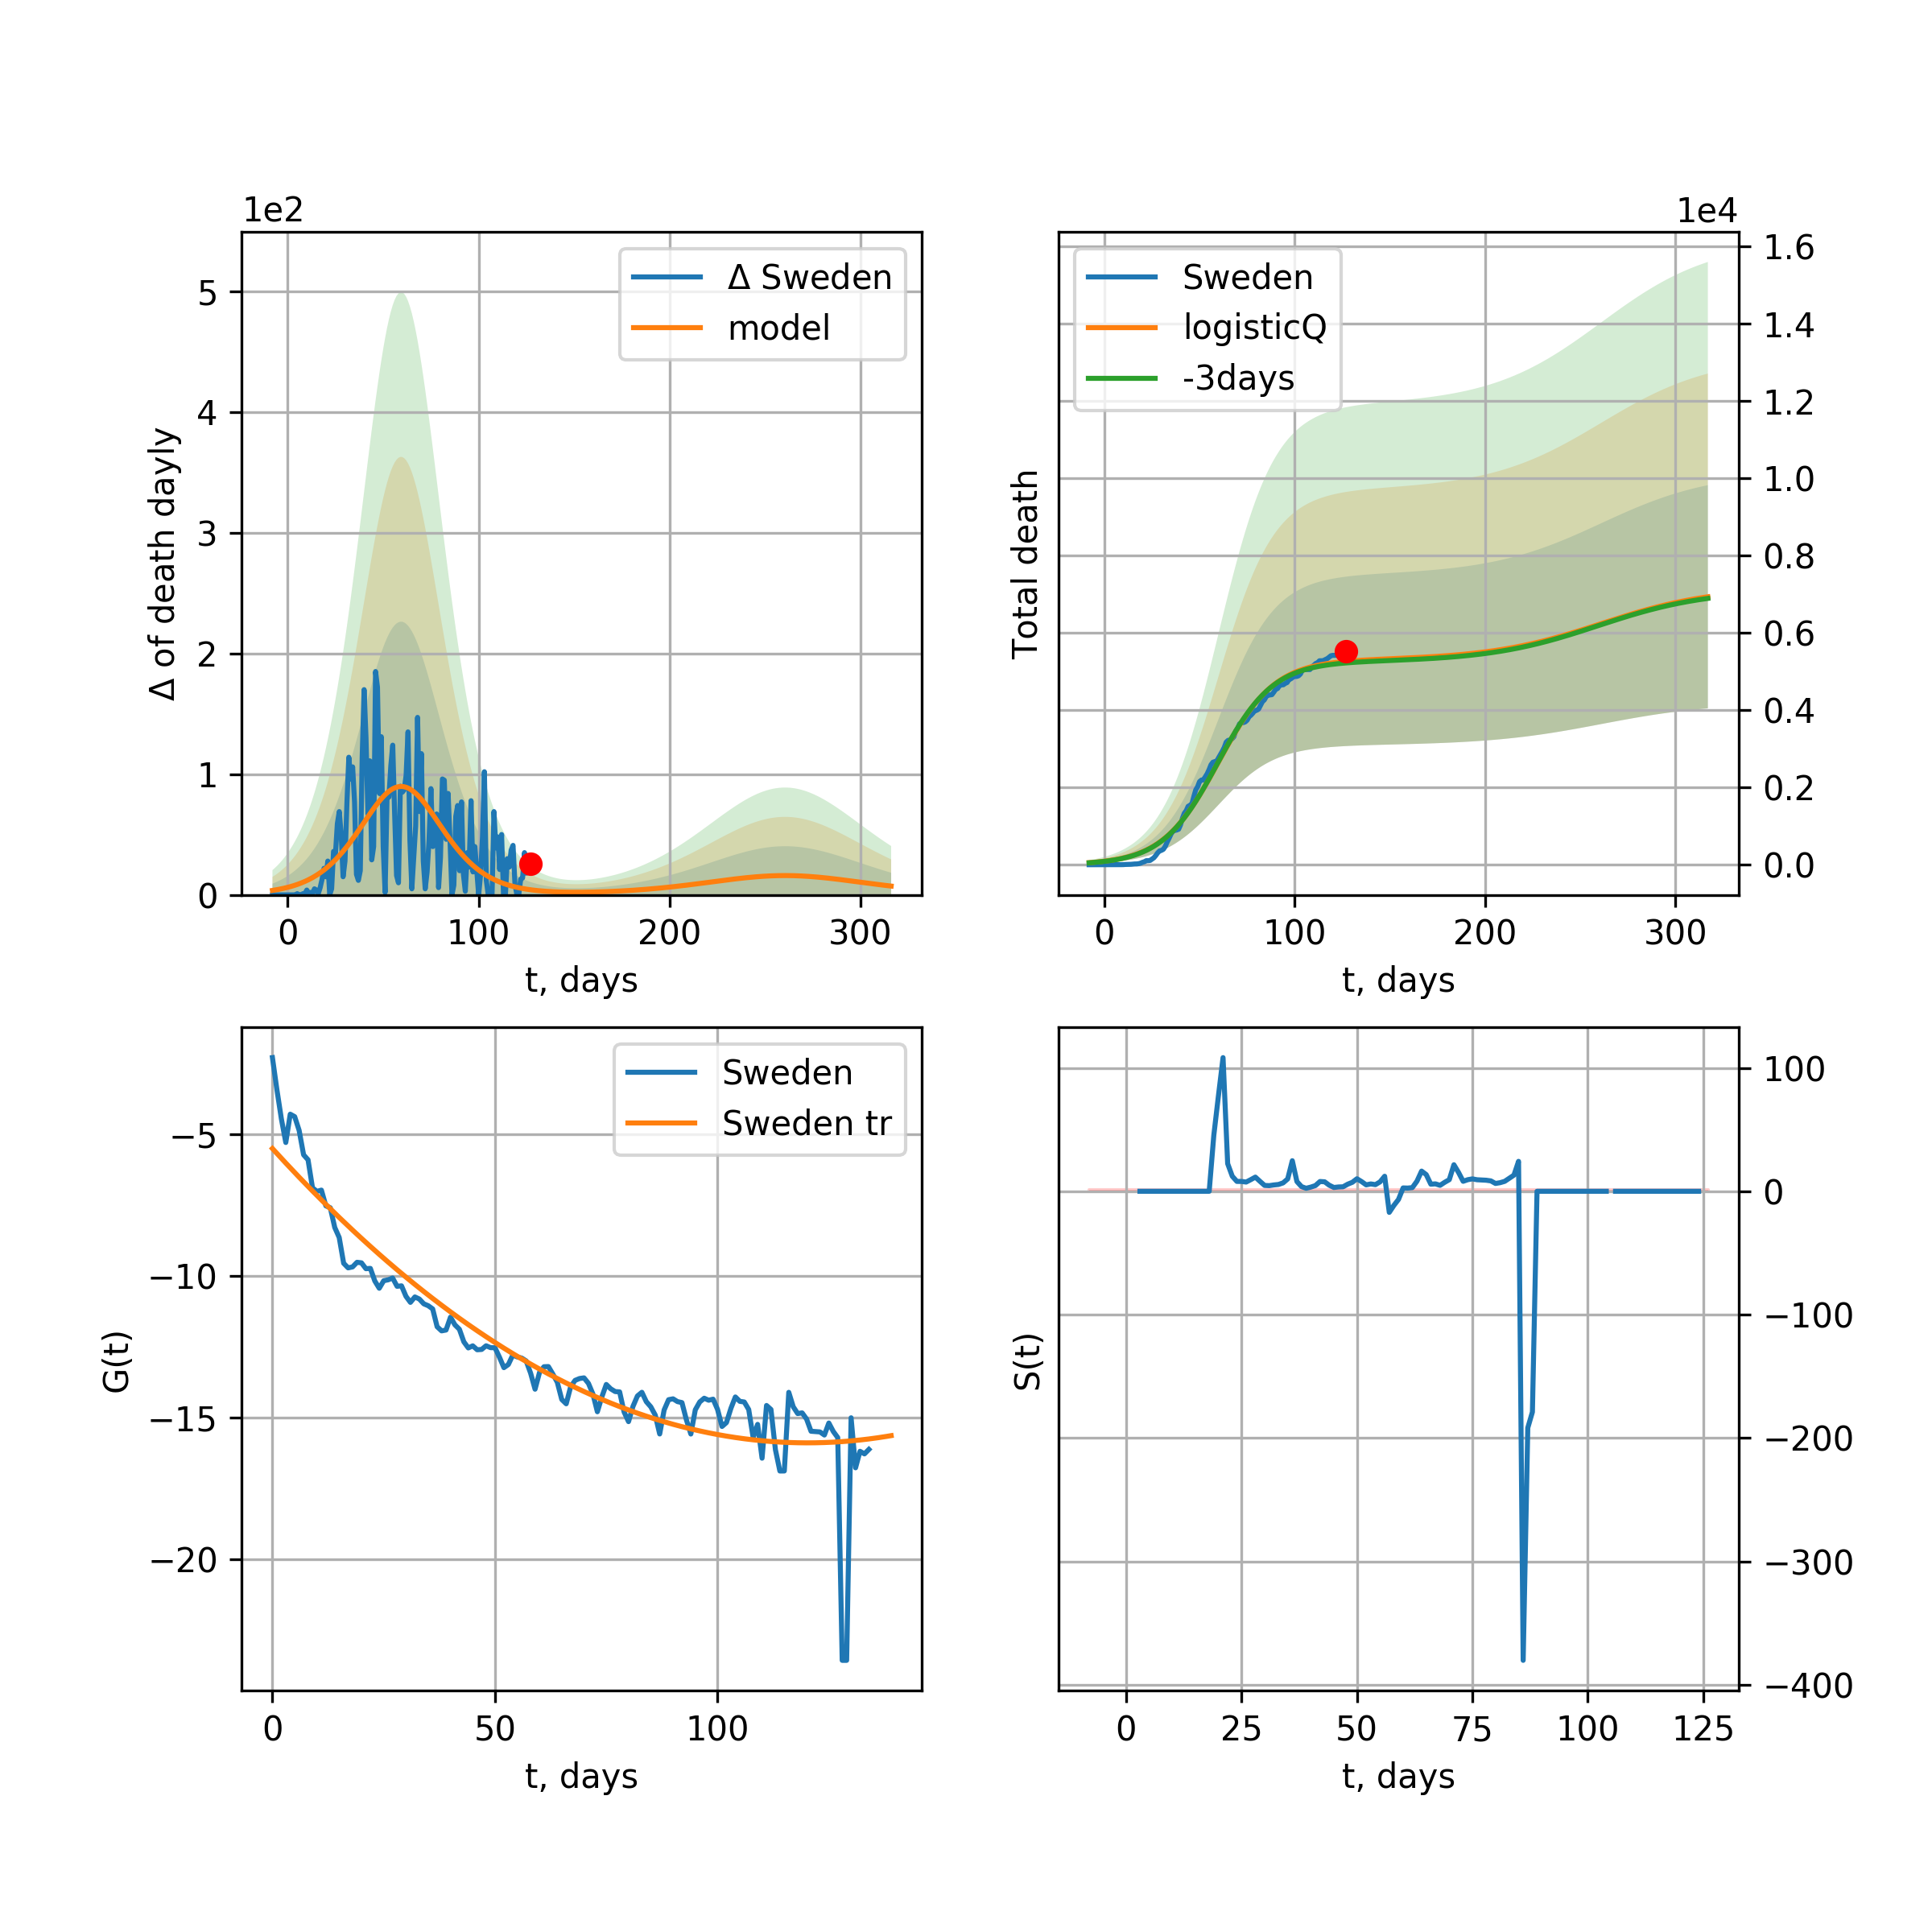 1e2
Δ of death dayly
5
4
3
2
1
0
Δ Sweden
model
0
100
200
300
t, days
1e4
Total death
Sweden
logisticQ
-3days
1.6
1.4
1.2
1.0
0.8
0.6
0.4
0.2
0.0
0
100
200
300
t, days
G(t)
−5
−10
−15
−20
Sweden
Sweden tr
0
50
100
t, days
S(t)
100
0
−100
−200
−300
−400
0
25
50
75
100
125
t, days